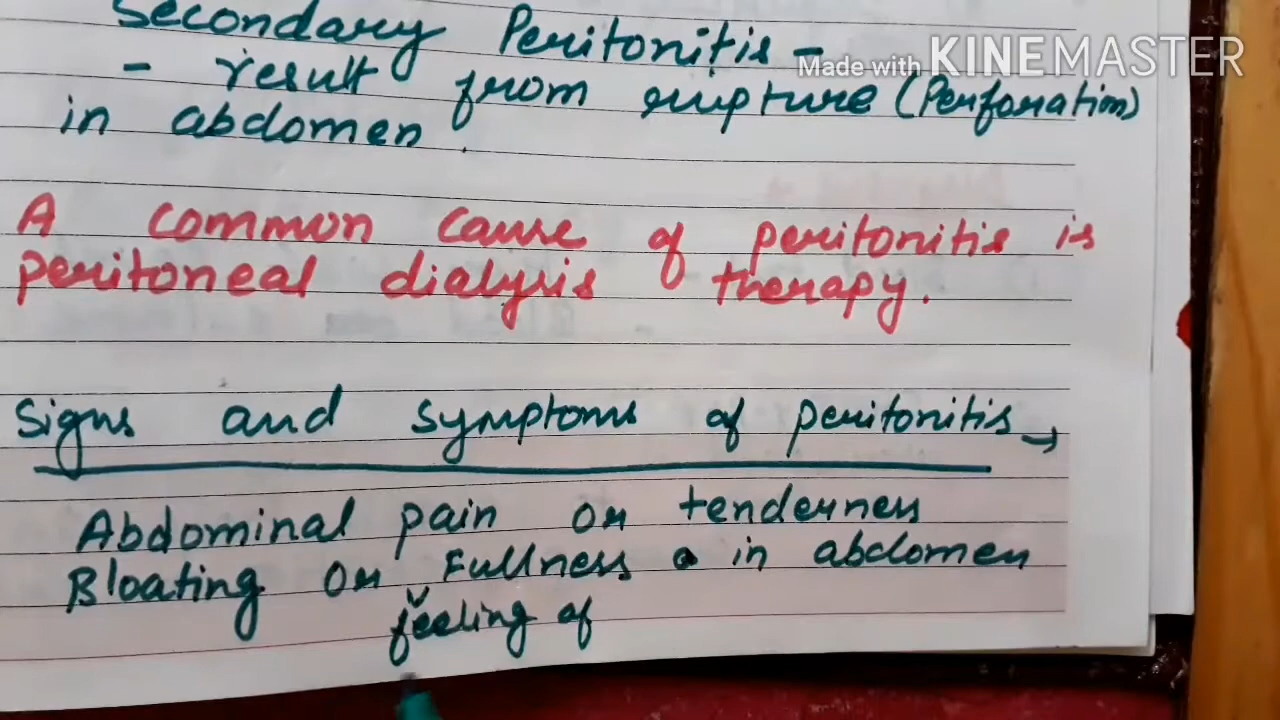 Secondary Peritonitis -
Made with KINEMASTER
- result from rupture (Perforation)
in abdomen.
A common cause of peritonitis is
peritoneal dialysis therapy.
Signs and symptoms of peritonitis →
Abdominal pain or tenderness
Bloating or Fullness in abdomen
feeling of